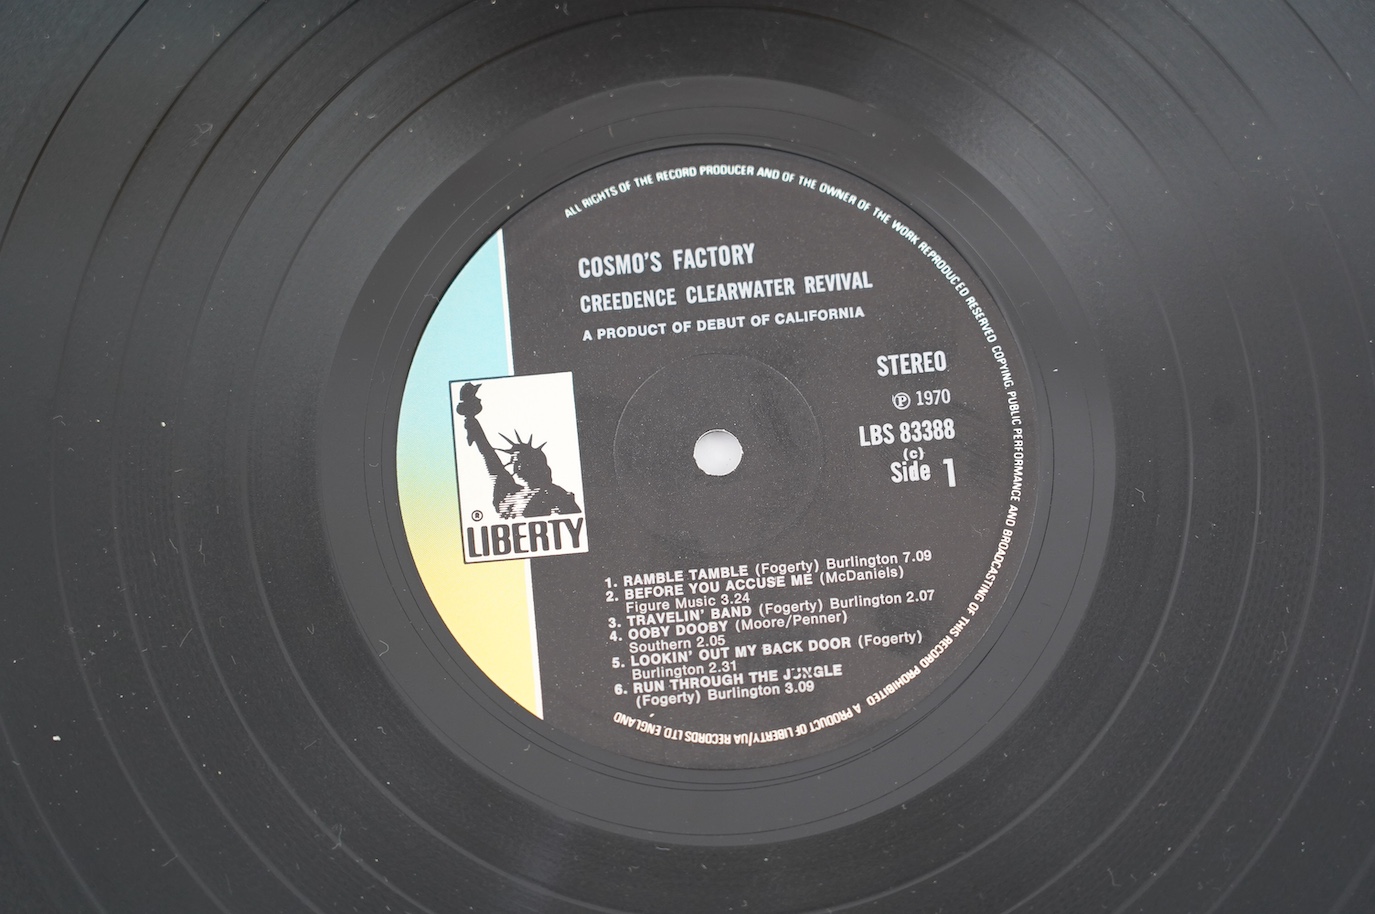 ALL RIGHTS OF THE RECORD PRODUCER AND OF THE OWNER OF THE WORK REPRODUCED RESERVED COPYING, PUBLIC PERFORMANCE AND BROADCASTING OF THIS RECORD PROHIBITED A PRODUCT OF LIBERTY/UA RECORDS LTD ENGLAND
COSMO'S FACTORY
CREEDENCE CLEARWATER REVIVAL
A PRODUCT OF DEBUT OF CALIFORNIA
STEREO
℗ 1970
LBS 83388
(c)
Side 1
®
LIBERTY
1. RAMBLE TAMBLE (Fogerty) Burlington 7.09
2. BEFORE YOU ACCUSE ME (McDaniels)
Figure Music 3.24
3. TRAVELIN' BAND (Fogerty) Burlington 2.07
4. OOBY DOOBY (Moore/Penner)
Southern 2.05
5. LOOKIN' OUT MY BACK DOOR (Fogerty)
Burlington 2.31
6. RUN THROUGH THE JUNGLE
(Fogerty) Burlington 3.09